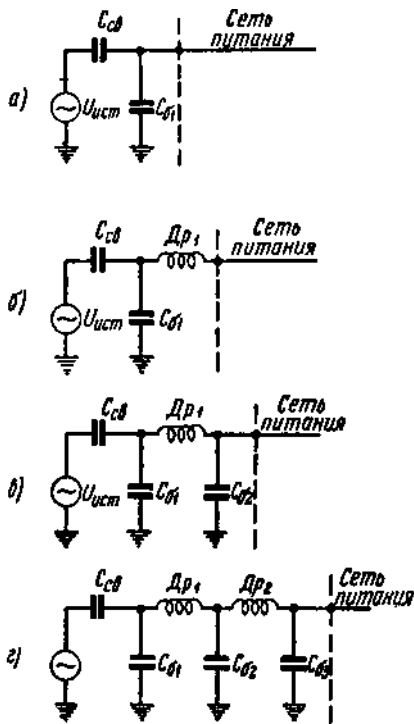 Cсв
Сеть
питания
а)
Uист
Cб1
Cсв
Др1
Сеть
питания
б)
Uист
Cб1
Cсв
Др1
Сеть
питания
в)
Uист
Cб1
Cб2
Cсв
Др1
Др2
Сеть
питания
г)
Cб1
Cб2
Cб3